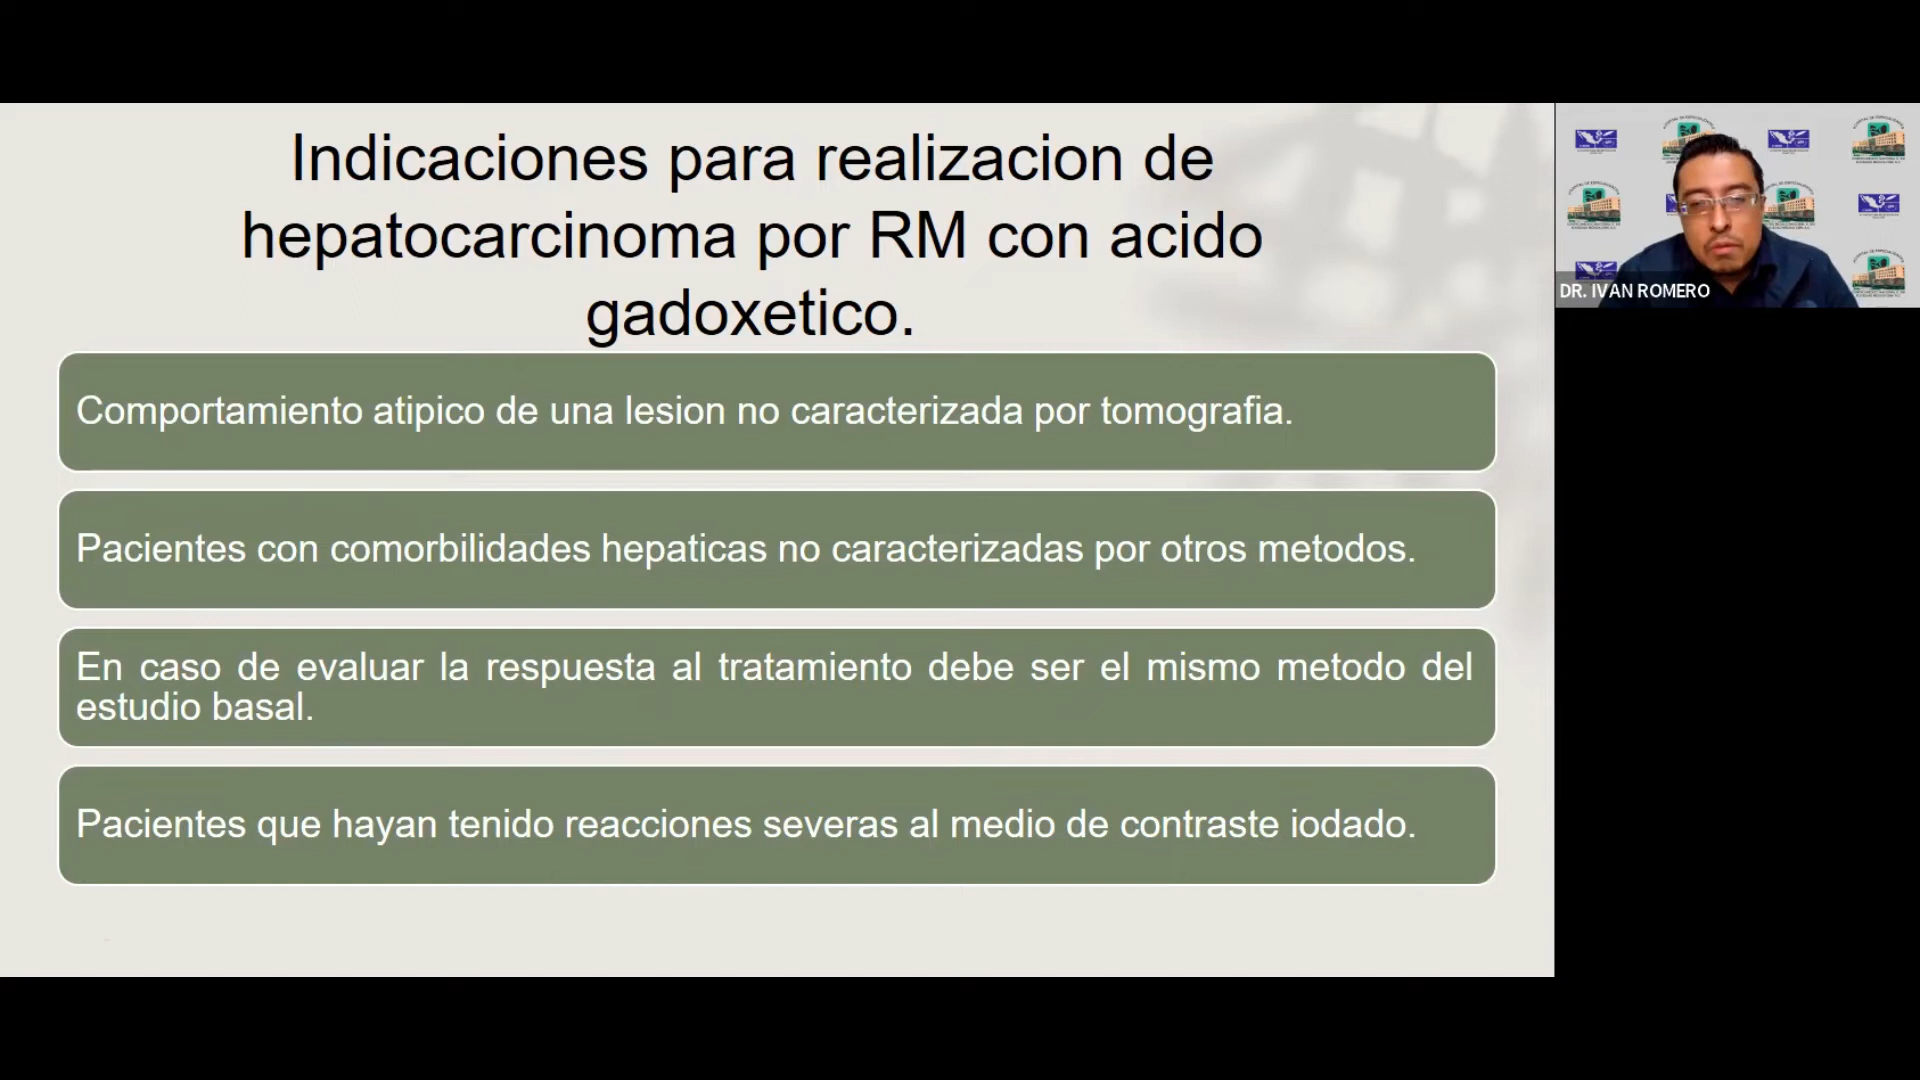 Indicaciones para realizacion de
hepatocarcinoma por RM con acido
gadoxetico.
Comportamiento atipico de una lesion no caracterizada por tomografia.
Pacientes con comorbilidades hepaticas no caracterizadas por otros metodos.
En caso de evaluar la respuesta al tratamiento debe ser el mismo metodo del
estudio basal.
Pacientes que hayan tenido reacciones severas al medio de contraste iodado.
DR. IVAN ROMERO